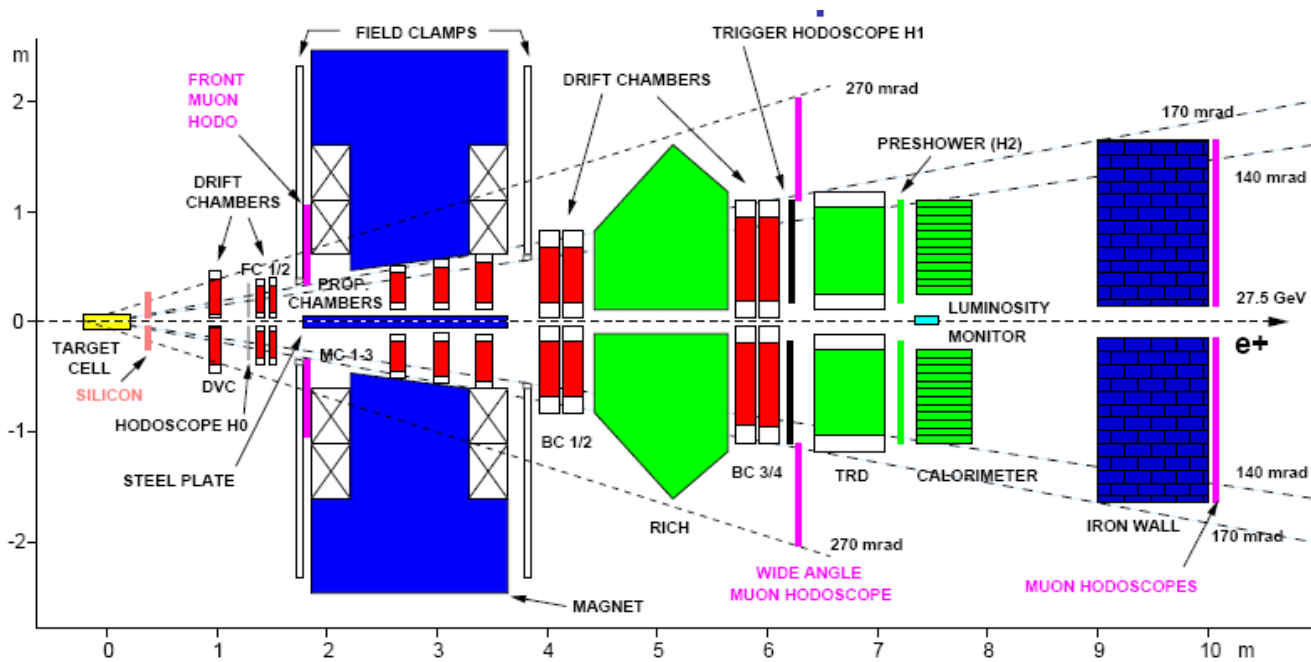 FIELD CLAMPS
TRIGGER HODOSCOPE H1
m
FRONT
MUON
HODO
DRIFT CHAMBERS
270 mrad
170 mrad
2
PRESHOWER (H2)
DRIFT
CHAMBERS
140 mrad
1
FC 1/2
PROP.
CHAMBERS
LUMINOSITY
27.5 GeV
0
MONITOR
e+
TARGET
CELL
MC 1-3
SILICON
DVC
HODOSCOPE H0
-1
BC 1/2
BC 3/4
TRD
CALORIMETER
140 mrad
STEEL PLATE
RICH
IRON WALL
170 mrad
-2
270 mrad
WIDE ANGLE
MUON HODOSCOPE
MUON HODOSCOPES
MAGNET
0 1 2 3 4 5 6 7 8 9 10 m